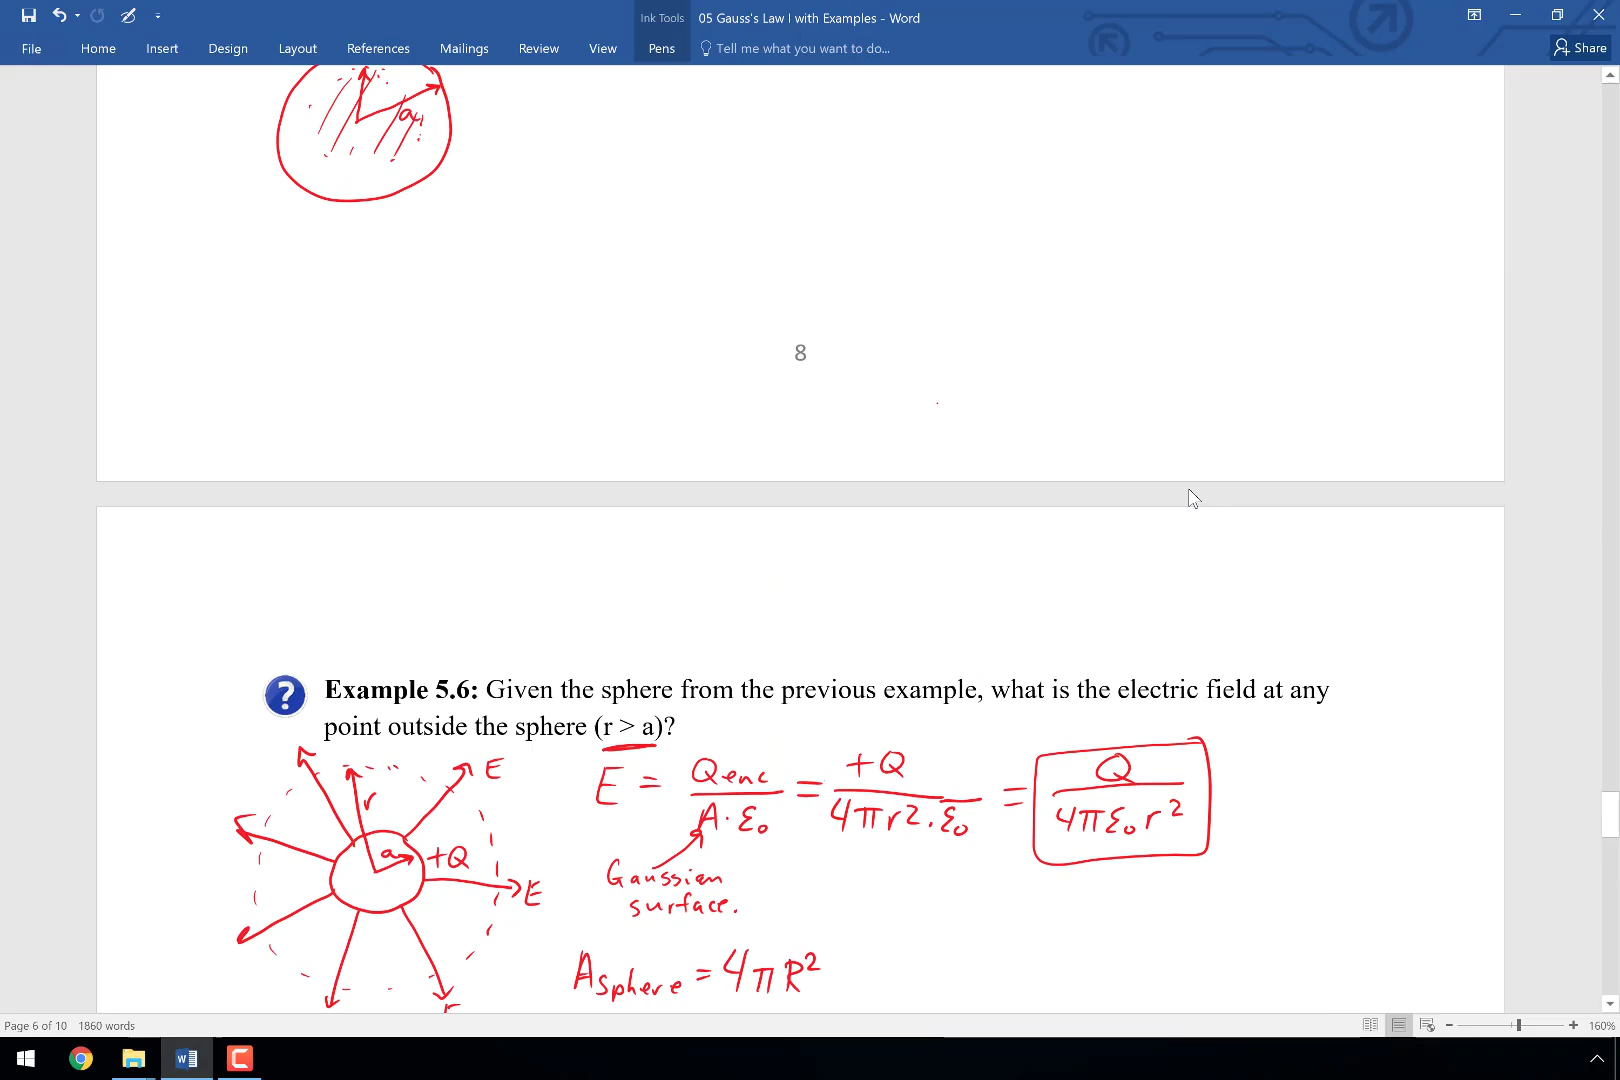 Ink Tools
05 Gauss's Law I with Examples - Word
File
Home
Insert
Design
Layout
References
Mailings
Review
View
Pens
Tell me what you want to do...
Share
a
8
Example 5.6: Given the sphere from the previous example, what is the electric field at any
point outside the sphere (r > a)?
E = Qenc / A · ε₀ = +Q / 4πr² · ε₀ = Q / 4πε₀r²
E
r
a
+Q
E
Gaussian
surface.
Asphere = 4πR²
Page 6 of 10
1860 words
160%